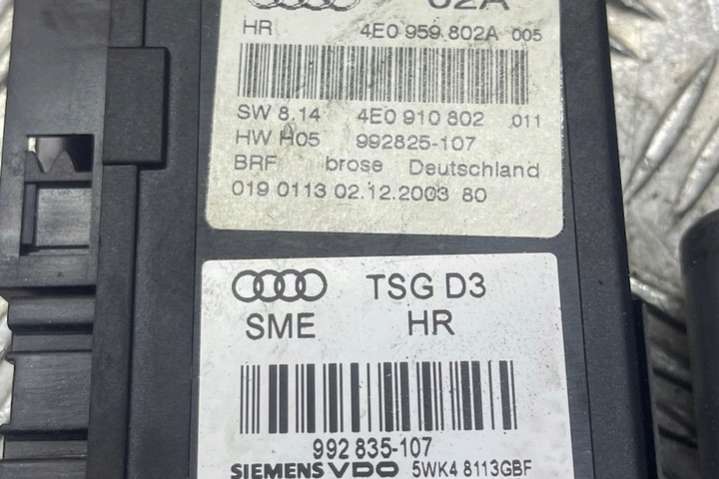 02A
HR 4E0 959 802A 005
SW 8.14 4E0 910 802 011
HW H05 992825-107
BRF brose Deutschland
019 0113 02.12.2003 80
TSG D3
SME HR
992 835-107
SIEMENS VDO 5WK4 8113GBF